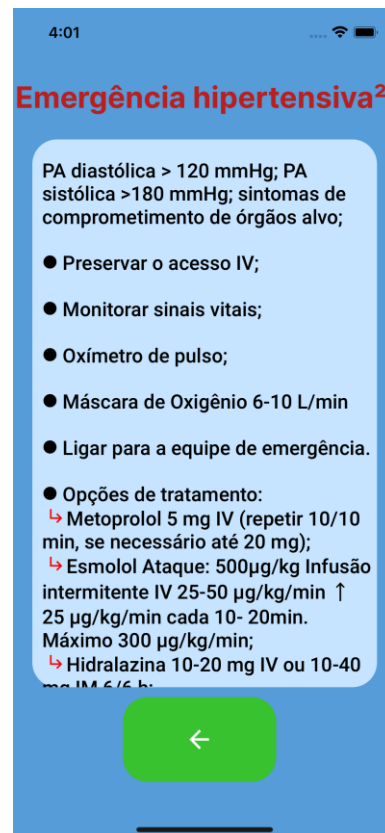 4:01
Emergência hipertensiva²
PA diastólica > 120 mmHg; PA
sistólica >180 mmHg; sintomas de
comprometimento de órgãos alvo;
● Preservar o acesso IV;
● Monitorar sinais vitais;
● Oxímetro de pulso;
● Máscara de Oxigênio 6-10 L/min
● Ligar para a equipe de emergência.
● Opções de tratamento:
↳ Metoprolol 5 mg IV (repetir 10/10
min, se necessário até 20 mg);
↳ Esmolol Ataque: 500µg/kg Infusão
intermitente IV 25-50 µg/kg/min ↑
25 µg/kg/min cada 10- 20min.
Máximo 300 µg/kg/min;
↳ Hidralazina 10-20 mg IV ou 10-40
mg IM 6/6 h;